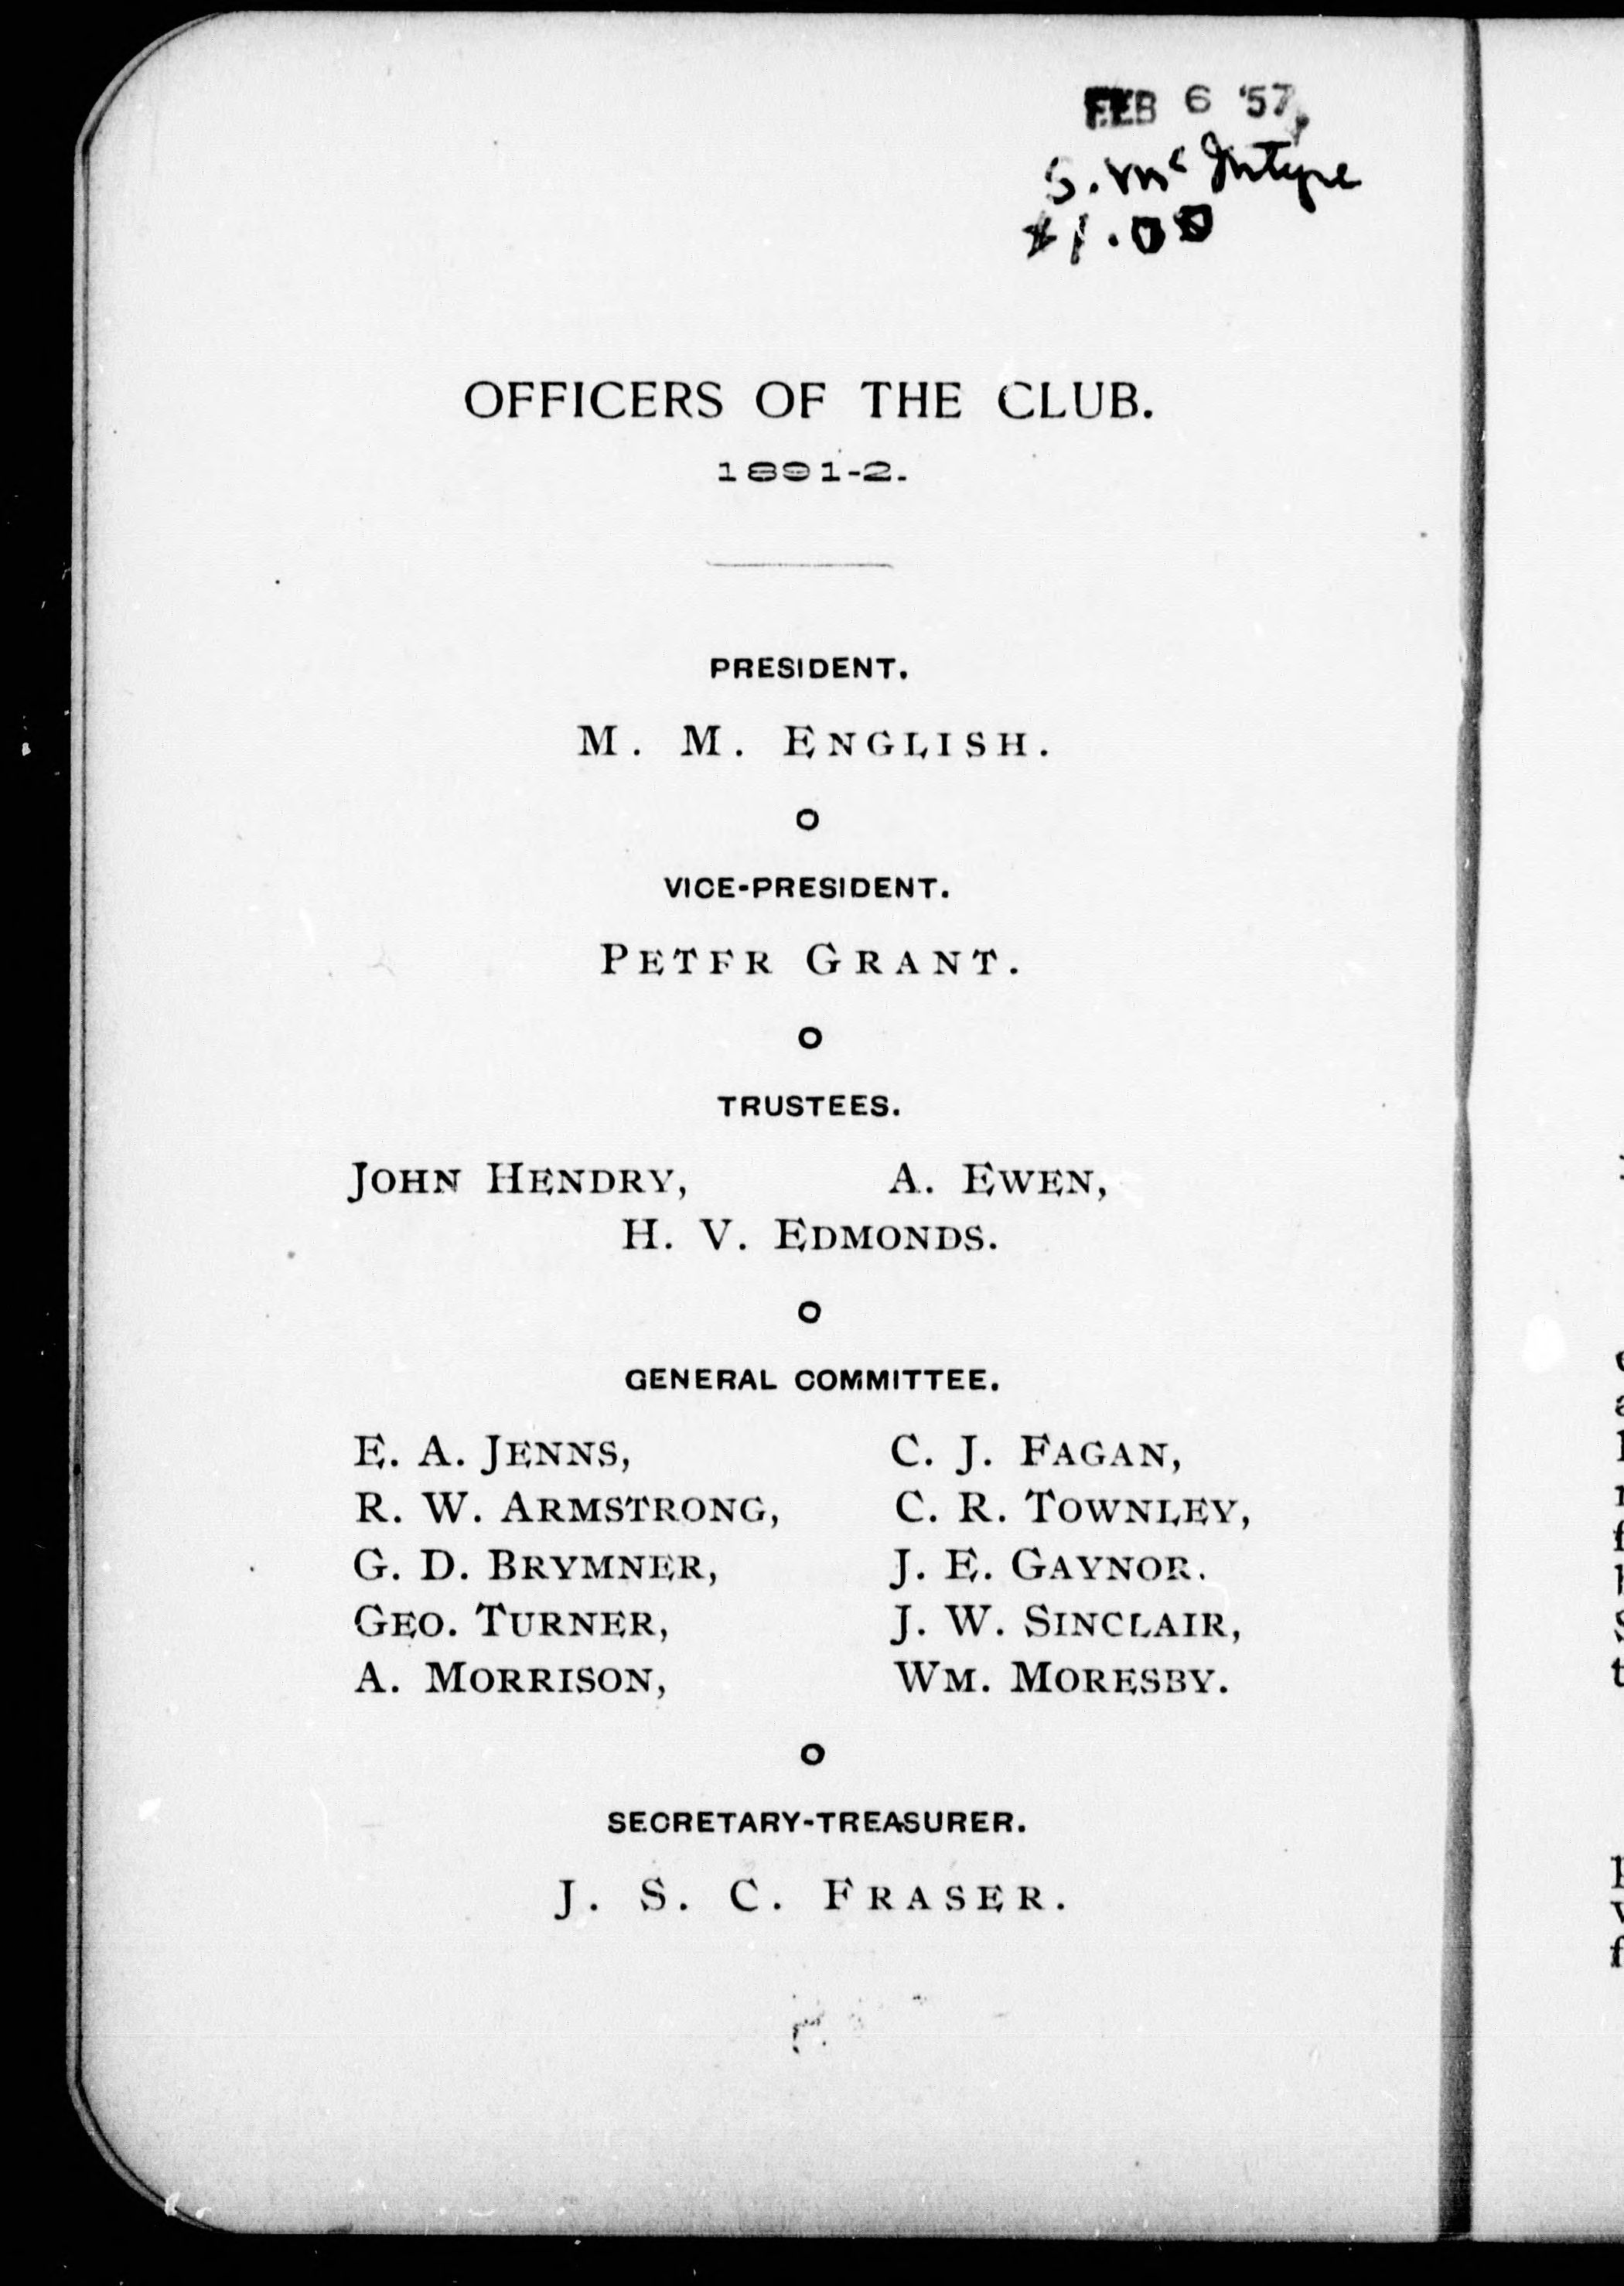 FEB 6 '57
S. McIntyre
$1.00
OFFICERS OF THE CLUB.
1891-2.
PRESIDENT.
M. M. ENGLISH.
O
VICE-PRESIDENT.
PETER GRANT.
O
TRUSTEES.
JOHN HENDRY, A. EWEN,
H. V. EDMONDS.
O
GENERAL COMMITTEE.
E. A. JENNS, C. J. FAGAN,
R. W. ARMSTRONG, C. R. TOWNLEY,
G. D. BRYMNER, J. E. GAYNOR.
GEO. TURNER, J. W. SINCLAIR,
A. MORRISON, WM. MORESBY.
O
SECRETARY-TREASURER.
J. S. C. FRASER.